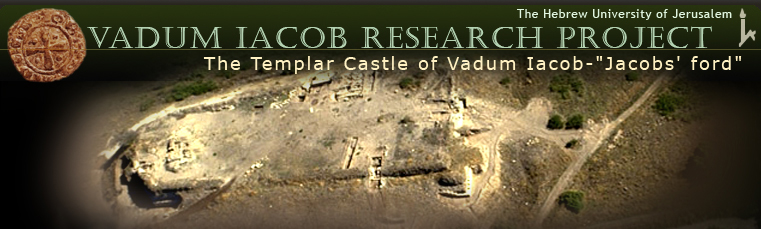 The Hebrew University of Jerusalem
VADUM IACOB RESEARCH PROJECT
The Templar Castle of Vadum Iacob-"Jacobs' ford"